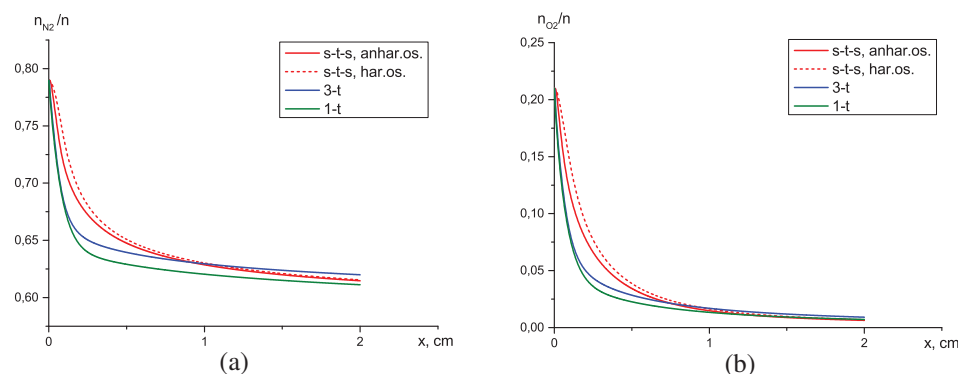 n_N2/n
0,80
0,75
0,70
0,65
0,60
0
1
2
x, cm
s-t-s, anhar.os.
s-t-s, har.os.
3-t
1-t
(a)
n_O2/n
0,25
0,20
0,15
0,10
0,05
0,00
0
1
2
x, cm
s-t-s, anhar.os.
s-t-s, har.os.
3-t
1-t
(b)